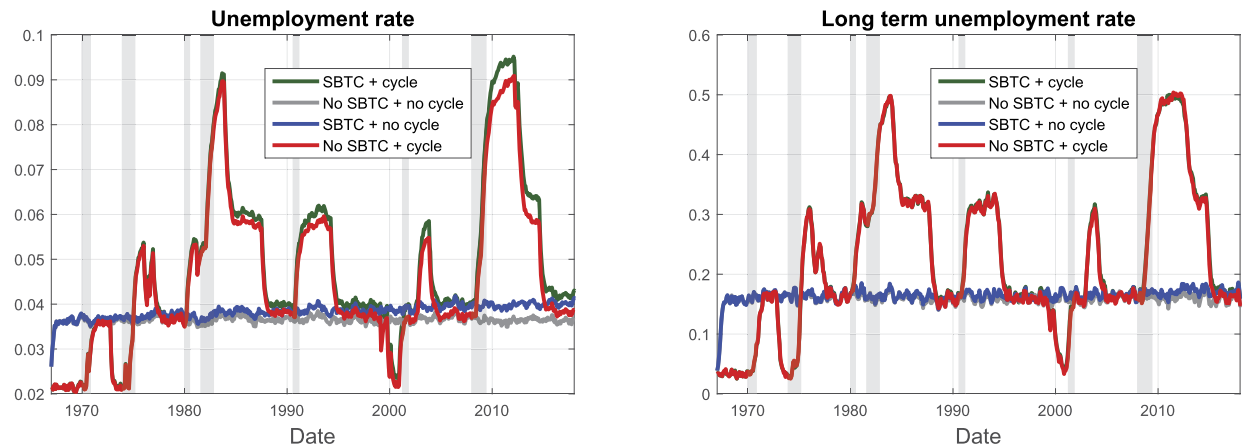 Unemployment rate
0.1
0.09
0.08
0.07
0.06
0.05
0.04
0.03
0.02
SBTC + cycle
No SBTC + no cycle
SBTC + no cycle
No SBTC + cycle
1970 1980 1990 2000 2010
Date
Long term unemployment rate
0.6
0.5
0.4
0.3
0.2
0.1
0
SBTC + cycle
No SBTC + no cycle
SBTC + no cycle
No SBTC + cycle
1970 1980 1990 2000 2010
Date